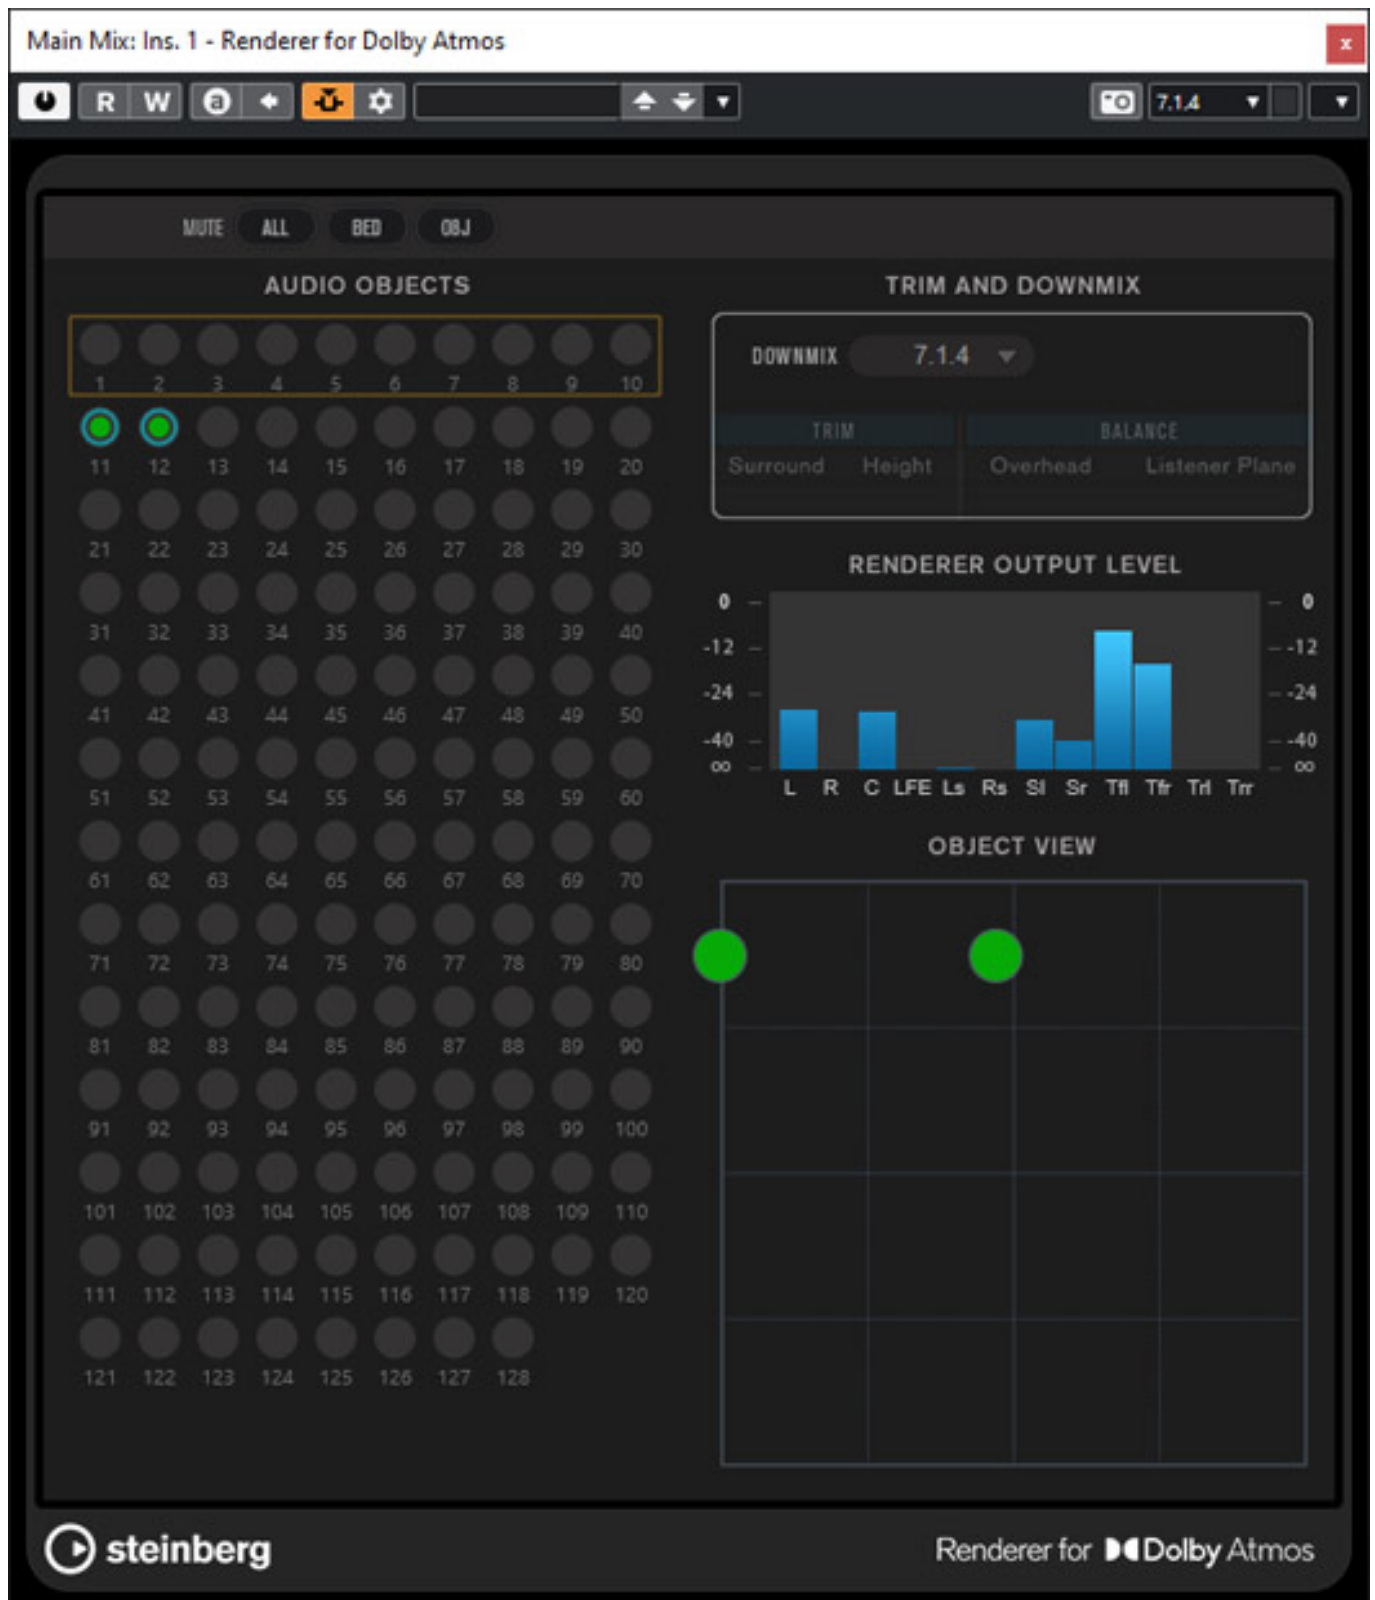 Main Mix: Ins. 1 - Renderer for Dolby Atmos
x
R W a 7.1.4
MUTE ALL BED OBJ
AUDIO OBJECTS
1 2 3 4 5 6 7 8 9 10
11 12 13 14 15 16 17 18 19 20
21 22 23 24 25 26 27 28 29 30
31 32 33 34 35 36 37 38 39 40
41 42 43 44 45 46 47 48 49 50
51 52 53 54 55 56 57 58 59 60
61 62 63 64 65 66 67 68 69 70
71 72 73 74 75 76 77 78 79 80
81 82 83 84 85 86 87 88 89 90
91 92 93 94 95 96 97 98 99 100
101 102 103 104 105 106 107 108 109 110
111 112 113 114 115 116 117 118 119 120
121 122 123 124 125 126 127 128
TRIM AND DOWNMIX
DOWNMIX 7.1.4
TRIM BALANCE
Surround Height Overhead Listener Plane
RENDERER OUTPUT LEVEL
0 0
-12 -12
-24 -24
-40 -40
∞ ∞
L R C LFE Ls Rs Sl Sr Tfl Tfr Trl Trr
OBJECT VIEW
steinberg
Renderer for Dolby Atmos